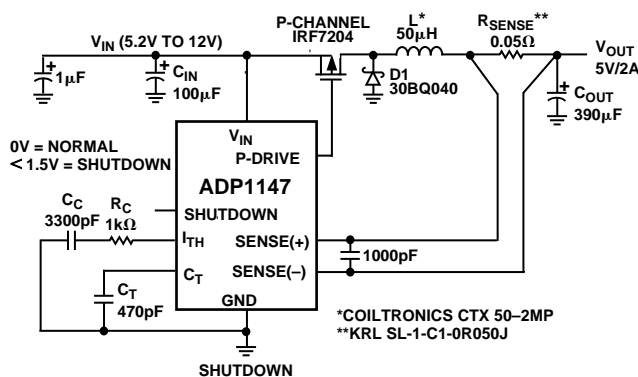 P-CHANNEL
IRF7204
L*
50µH
RSENSE**
0.05Ω
VIN (5.2V TO 12V)
VOUT
5V/2A
+
1µF
+
CIN
100µF
D1
30BQ040
+
COUT
390µF
0V = NORMAL
< 1.5V = SHUTDOWN
VIN
P-DRIVE
ADP1147
SHUTDOWN
CC
3300pF
RC
1kΩ
ITH
SENSE(+)
1000pF
CT
SENSE(–)
CT
470pF
GND
*COILTRONICS CTX 50–2MP
**KRL SL-1-C1-0R050J
SHUTDOWN